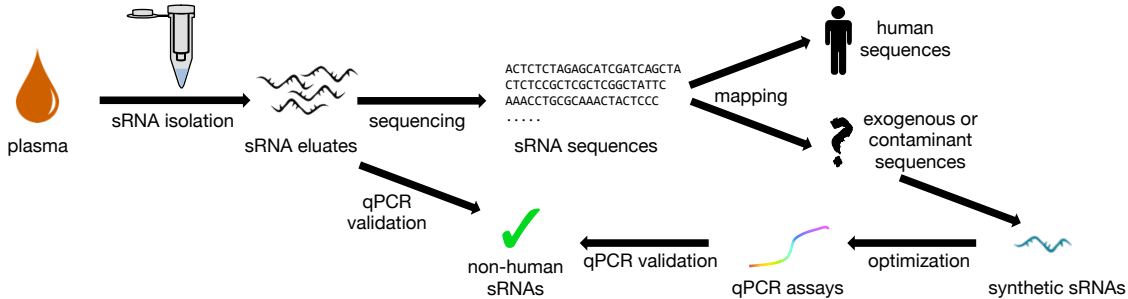 plasma
sRNA isolation
sRNA eluates
sequencing
ACTCTCTAGAGCATCGATCAGCTA
CTCTCCGCTCGCTCGGCTATTC
AAACCTGCGCAAACTACTCCC
.....
sRNA sequences
mapping
human
sequences
exogenous or
contaminant
sequences
qPCR
validation
non-human
sRNAs
qPCR validation
qPCR assays
optimization
synthetic sRNAs